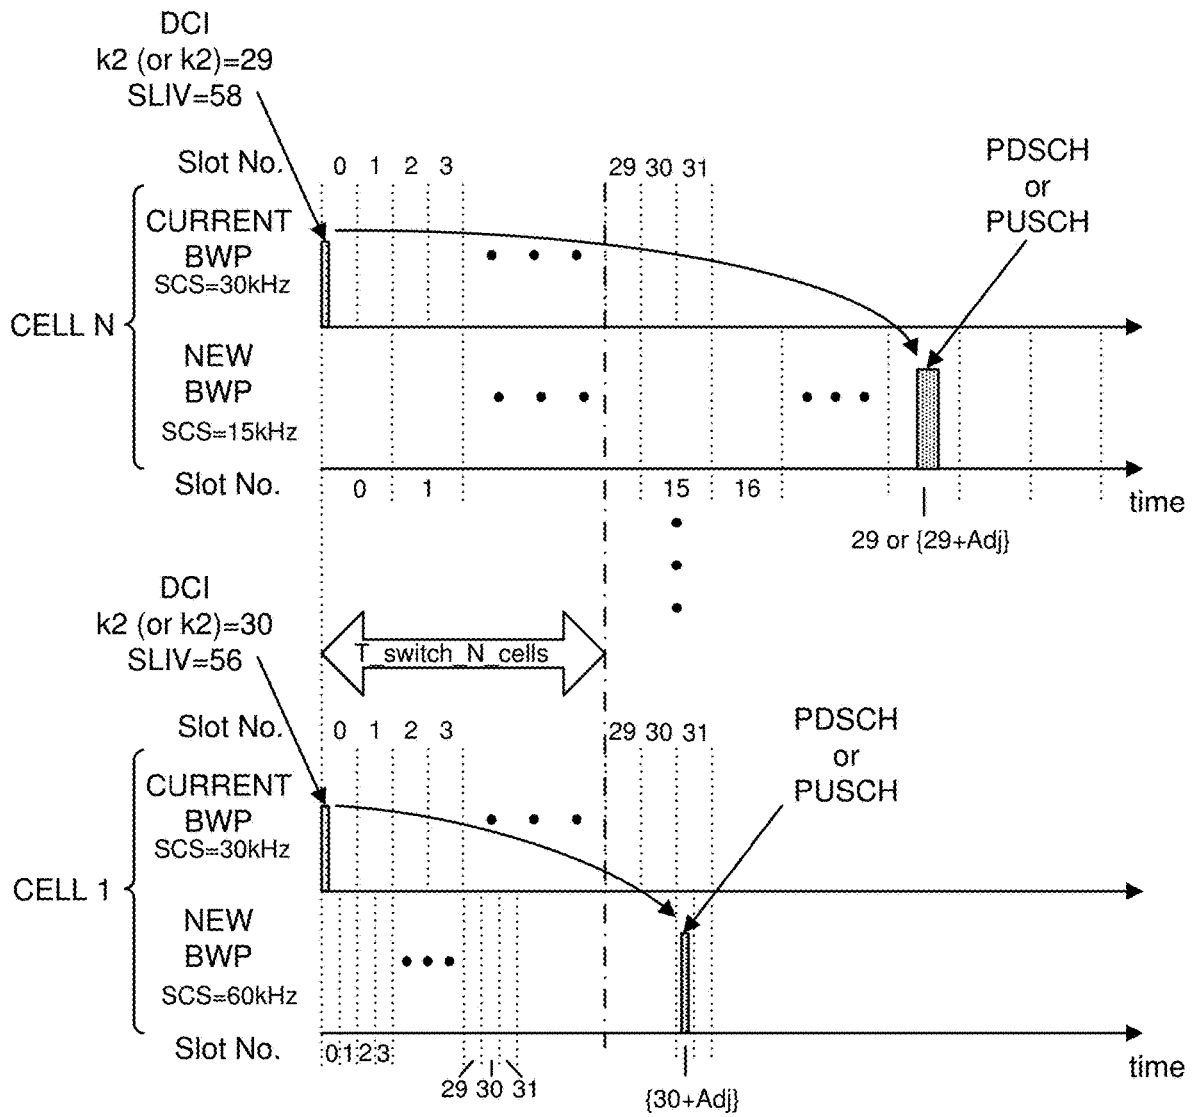 DCI
k2 (or k2)=29
SLIV=58
Slot No. 0 1 2 3 29 30 31
PDSCH
or
PUSCH
CELL N
CURRENT
BWP
SCS=30kHz
NEW
BWP
SCS=15kHz
Slot No. 0 1 15 16
time
29 or {29+Adj}
DCI
k2 (or k2)=30
SLIV=56
T_switch_N_cells
Slot No. 0 1 2 3 29 30 31
PDSCH
or
PUSCH
CELL 1
CURRENT
BWP
SCS=30kHz
NEW
BWP
SCS=60kHz
Slot No. 0 1 2 3 29 30 31
time
{30+Adj}